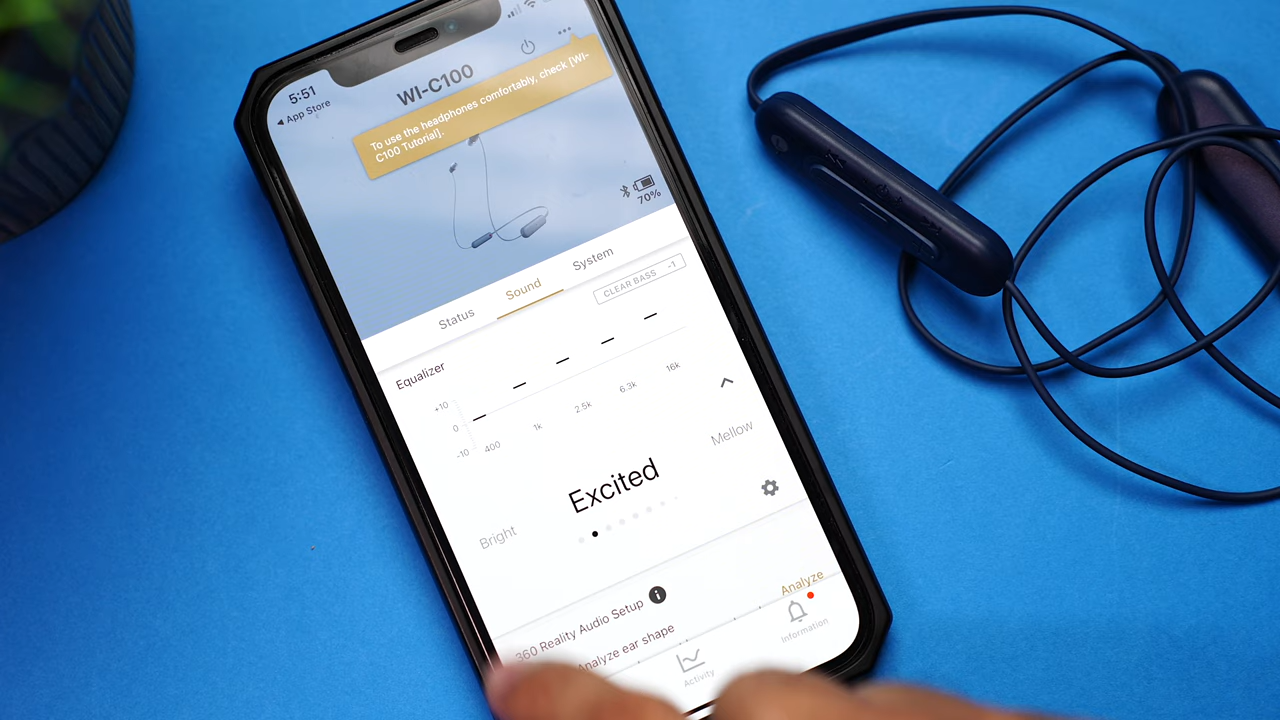 5:51
◀ App Store
WI-C100
To use the headphones comfortably, check [WI-
C100 Tutorial].
70%
Status
Sound
System
CLEAR BASS -1
Equalizer
+10
0
-10
400
1k
2.5k
6.3k
16k
Bright
Excited
Mellow
360 Reality Audio Setup
i
Analyze ear shape
Analyze
Activity
Information